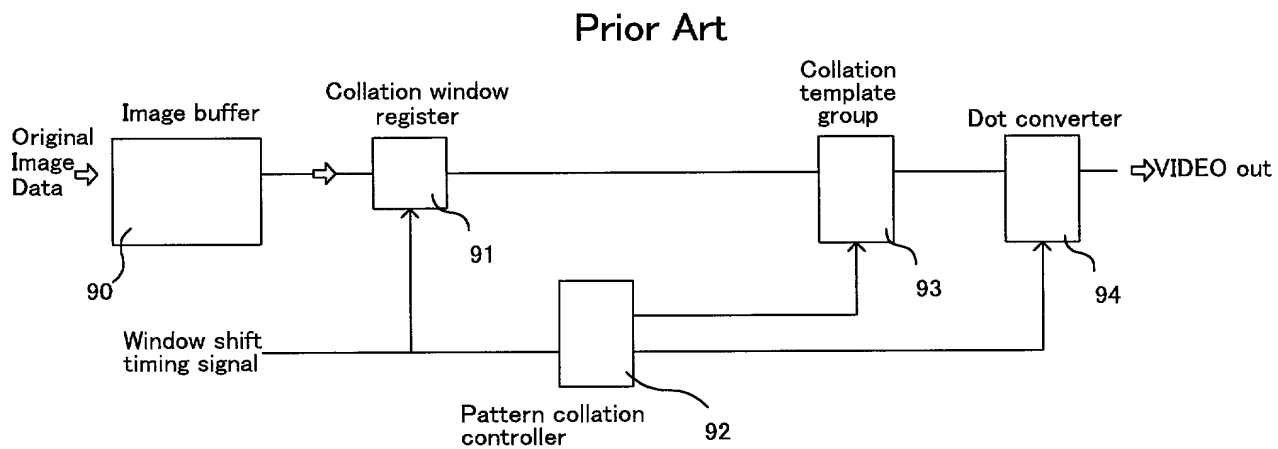 Prior Art
Original
Image
Data
Image buffer
90
Collation window
register
91
Collation
template
group
93
Dot converter
94
VIDEO out
Window shift
timing signal
Pattern collation
controller
92